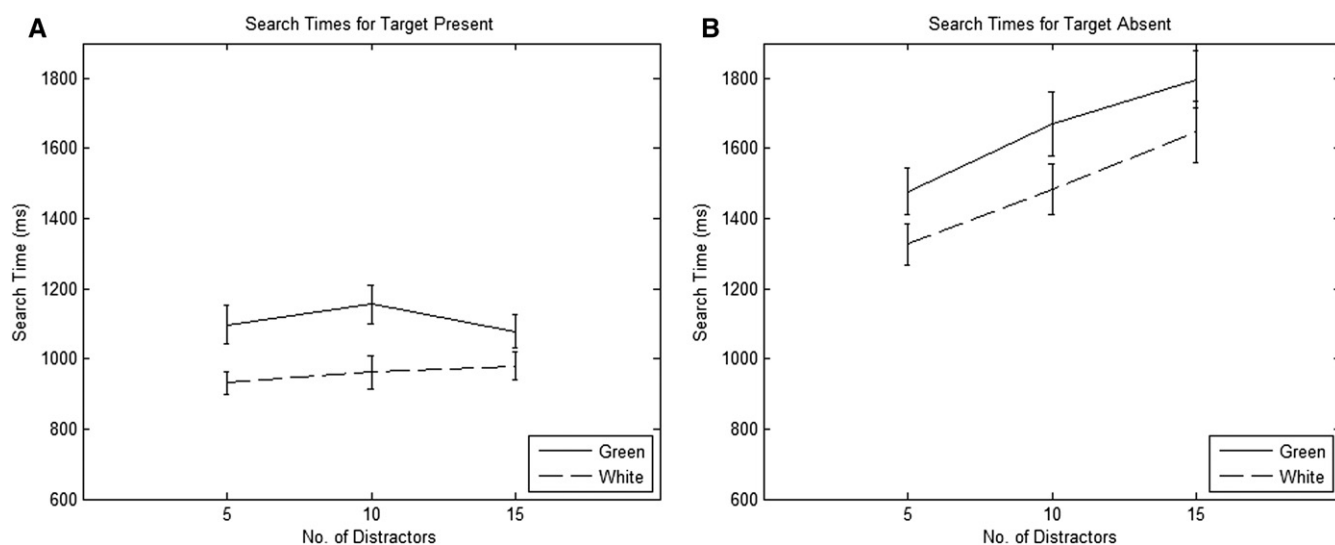 A
Search Times for Target Present
Search Time (ms)
1800
1600
1400
1200
1000
800
600
5
10
15
No. of Distractors
Green
White
B
Search Times for Target Absent
Search Time (ms)
1800
1600
1400
1200
1000
800
600
5
10
15
No. of Distractors
Green
White